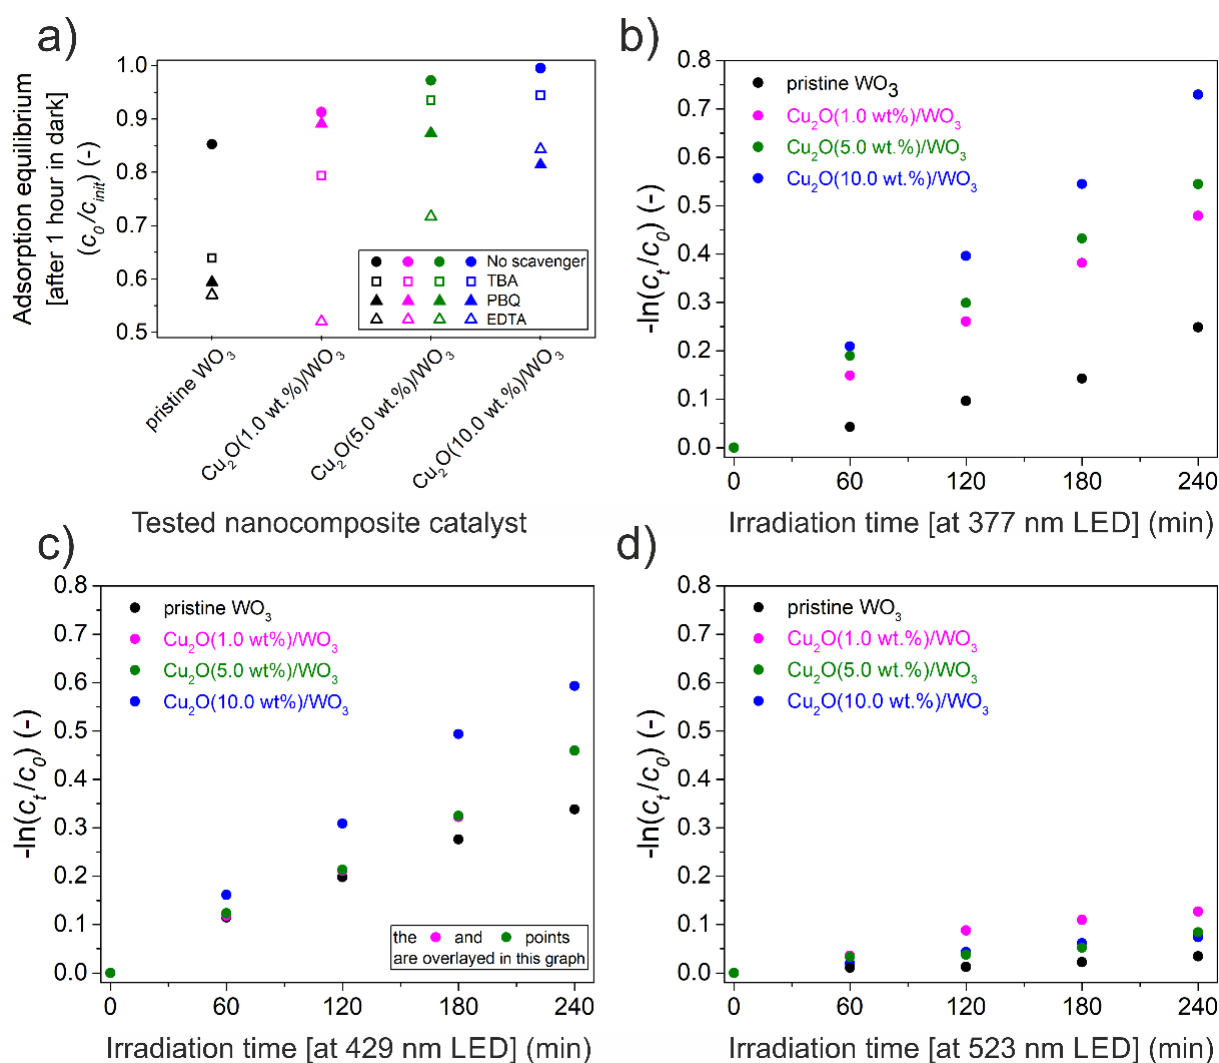 a)
Adsorption equilibrium
[after 1 hour in dark]
(c₀/c_init) (-)
1.0
0.9
0.8
0.7
0.6
0.5
No scavenger
TBA
PBQ
EDTA
pristine WO₃
Cu₂O(1.0 wt.%)/WO₃
Cu₂O(5.0 wt.%)/WO₃
Cu₂O(10.0 wt.%)/WO₃
Tested nanocomposite catalyst
b)
-ln(cₜ/c₀) (-)
0.8
0.7
0.6
0.5
0.4
0.3
0.2
0.1
0.0
pristine WO₃
Cu₂O(1.0 wt%)/WO₃
Cu₂O(5.0 wt.%)/WO₃
Cu₂O(10.0 wt.%)/WO₃
0 60 120 180 240
Irradiation time [at 377 nm LED] (min)
c)
-ln(cₜ/c₀) (-)
0.8
0.7
0.6
0.5
0.4
0.3
0.2
0.1
0.0
pristine WO₃
Cu₂O(1.0 wt%)/WO₃
Cu₂O(5.0 wt%)/WO₃
Cu₂O(10.0 wt%)/WO₃
the and points
are overlayed in this graph
0 60 120 180 240
Irradiation time [at 429 nm LED] (min)
d)
-ln(cₜ/c₀) (-)
0.8
0.7
0.6
0.5
0.4
0.3
0.2
0.1
0.0
pristine WO₃
Cu₂O(1.0 wt.%)/WO₃
Cu₂O(5.0 wt.%)/WO₃
Cu₂O(10.0 wt.%)/WO₃
0 60 120 180 240
Irradiation time [at 523 nm LED] (min)